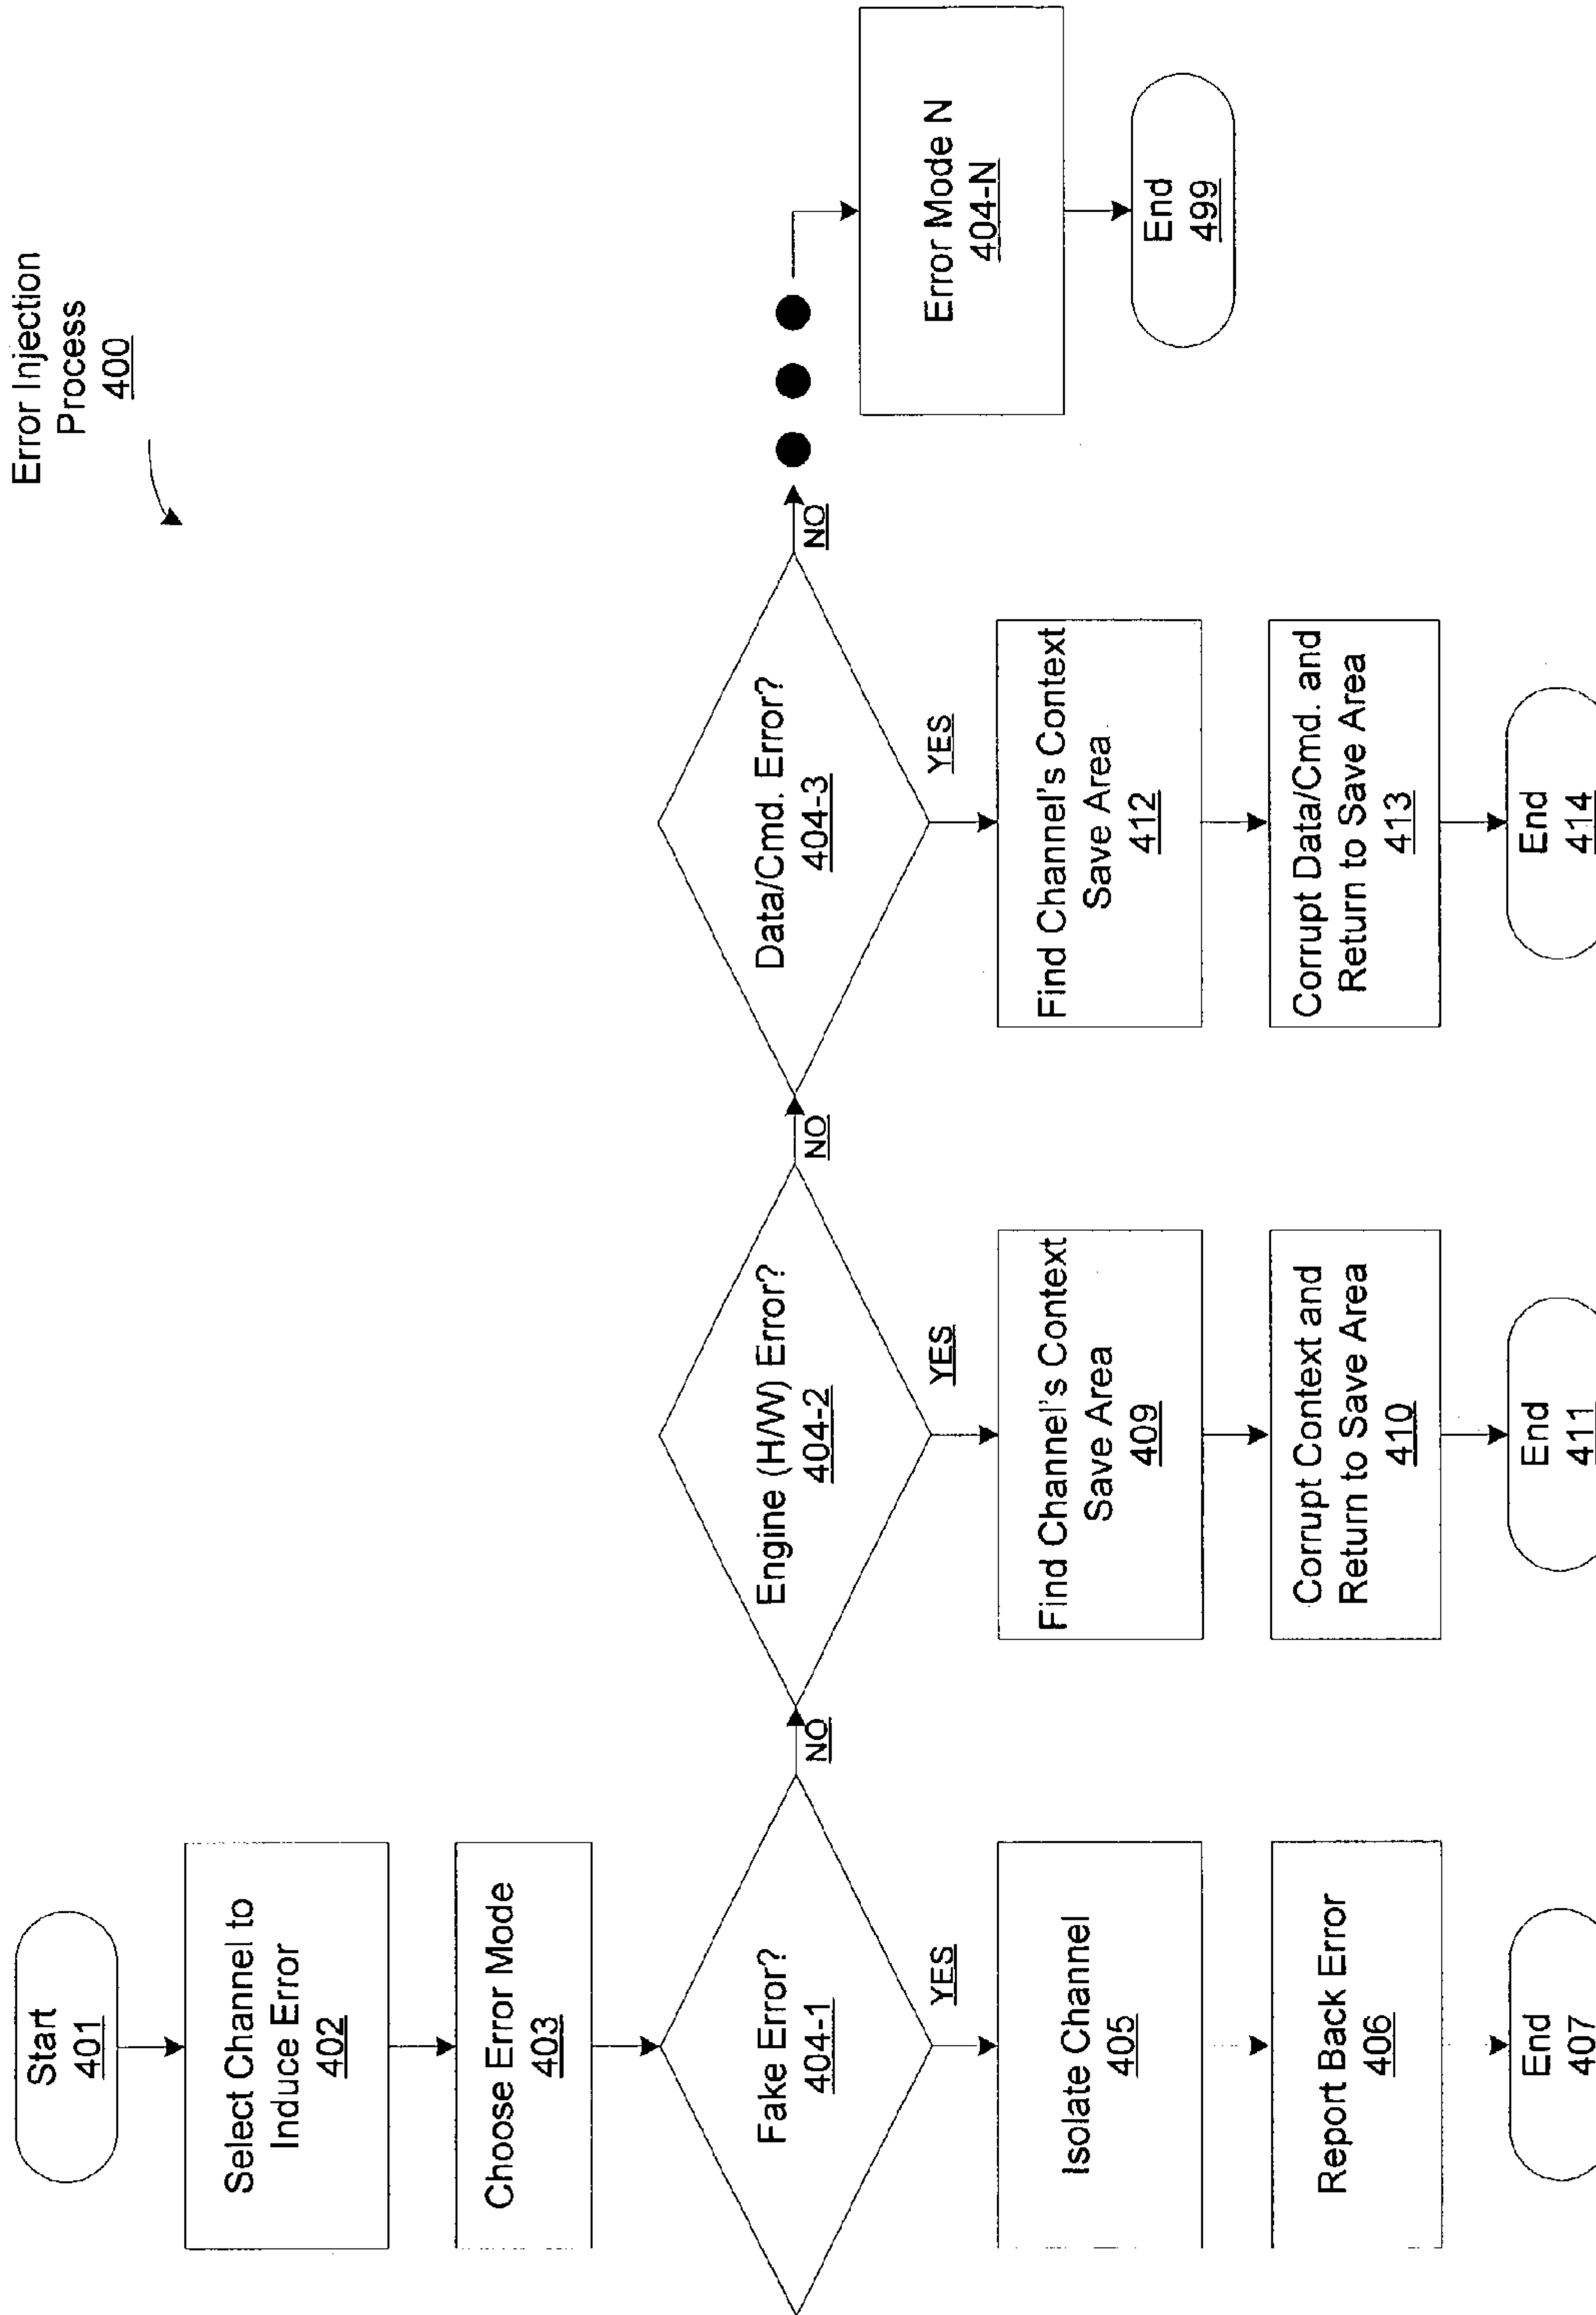 Error Injection
Process
400
Start
401
Select Channel to
Induce Error
402
Choose Error Mode
403
Fake Error?
404-1
NO
YES
Isolate Channel
405
Report Back Error
406
End
407
Engine (H/W) Error?
404-2
NO
YES
Find Channel's Context
Save Area
409
Corrupt Context and
Return to Save Area
410
End
411
Data/Cmd. Error?
404-3
NO
YES
Find Channel's Context
Save Area
412
Corrupt Data/Cmd. and
Return to Save Area
413
End
414
Error Mode N
404-N
End
499